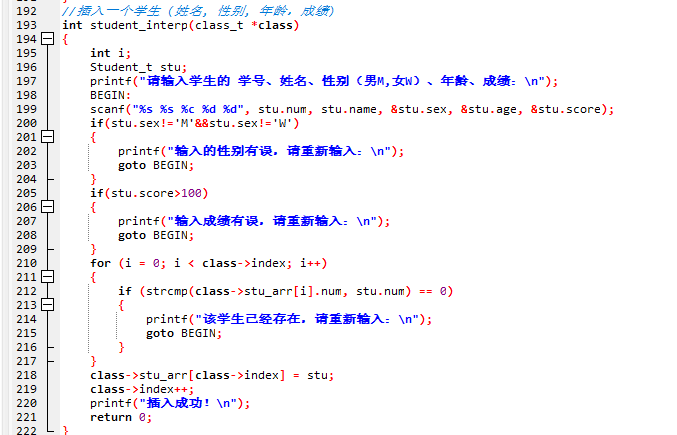 192 //插入一个学生 (姓名, 性别, 年龄, 成绩)
193 int student_interp(class_t *class)
194 {
195 int i;
196 Student_t stu;
197 printf("请输入学生的 学号、姓名、性别（男M,女W）、年龄、成绩：\n");
198 BEGIN:
199 scanf("%s %s %c %d %d", stu.num, stu.name, &stu.sex, &stu.age, &stu.score);
200 if(stu.sex!='M'&&stu.sex!='W')
201 {
202 printf("输入的性别有误，请重新输入：\n");
203 goto BEGIN;
204 }
205 if(stu.score>100)
206 {
207 printf("输入成绩有误，请重新输入：\n");
208 goto BEGIN;
209 }
210 for (i = 0; i < class->index; i++)
211 {
212 if (strcmp(class->stu_arr[i].num, stu.num) == 0)
213 {
214 printf("该学生已经存在，请重新输入：\n");
215 goto BEGIN;
216 }
217 }
218 class->stu_arr[class->index] = stu;
219 class->index++;
220 printf("插入成功！\n");
221 return 0;
222 }